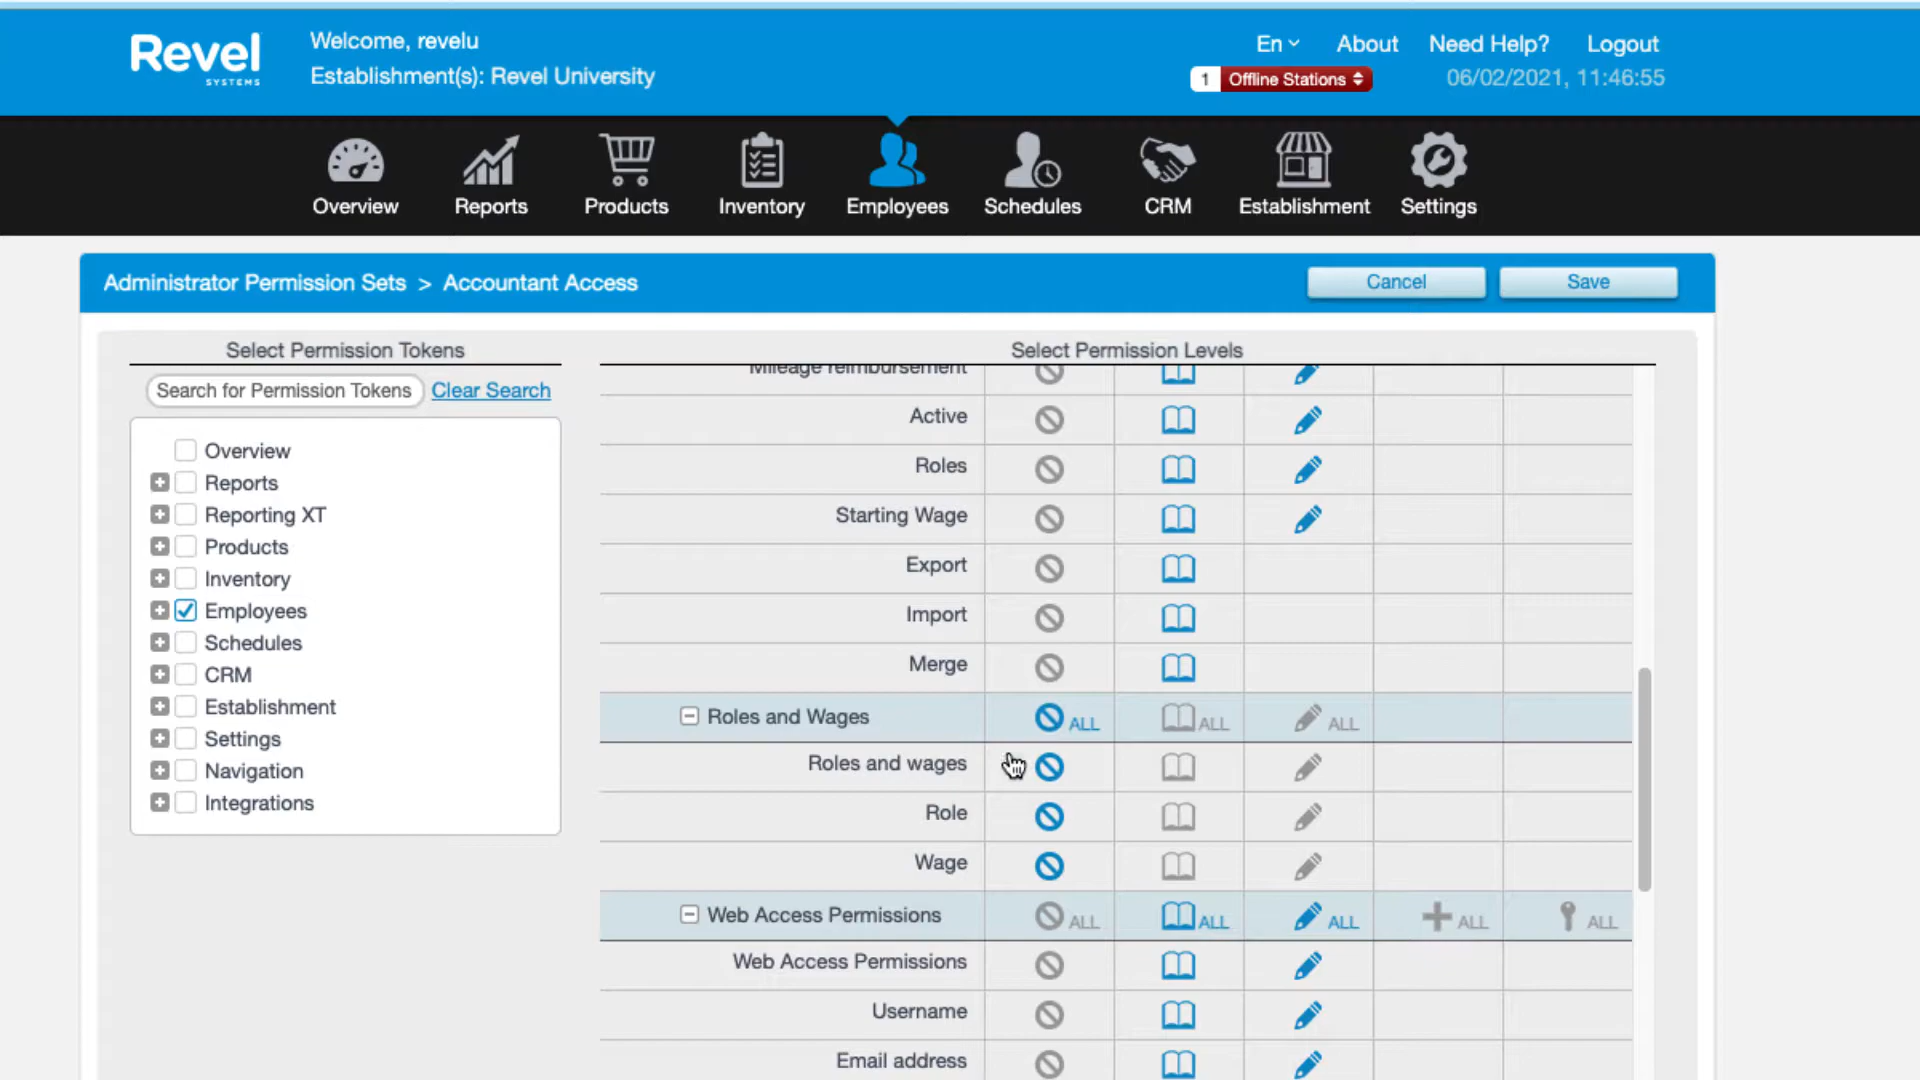 Revel
SYSTEMS
Welcome, revelu
Establishment(s): Revel University
En
About
Need Help?
Logout
1
Offline Stations
06/02/2021, 11:46:55
Overview
Reports
Products
Inventory
Employees
Schedules
CRM
Establishment
Settings
Administrator Permission Sets > Accountant Access
Cancel
Save
Select Permission Tokens
Search for Permission Tokens
Clear Search
Overview
Reports
Reporting XT
Products
Inventory
Employees
Schedules
CRM
Establishment
Settings
Navigation
Integrations
Select Permission Levels
Mileage reimbursement
Active
Roles
Starting Wage
Export
Import
Merge
Roles and Wages ALL ALL ALL
Roles and wages
Role
Wage
Web Access Permissions ALL ALL ALL ALL ALL
Web Access Permissions
Username
Email address